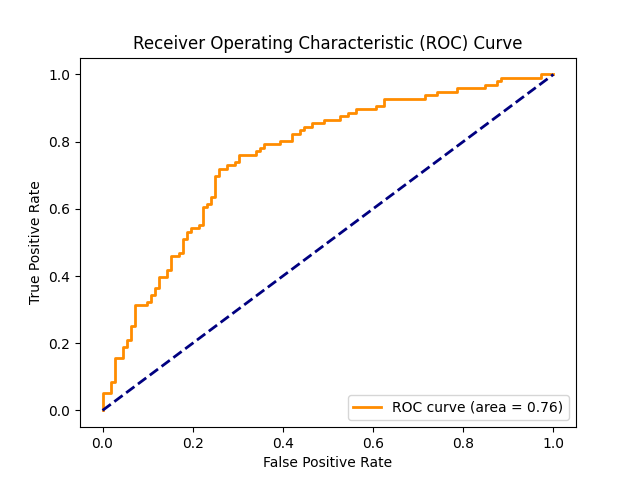 Receiver Operating Characteristic (ROC) Curve
True Positive Rate
1.0
0.8
0.6
0.4
0.2
0.0
ROC curve (area = 0.76)
0.0 0.2 0.4 0.6 0.8 1.0
False Positive Rate